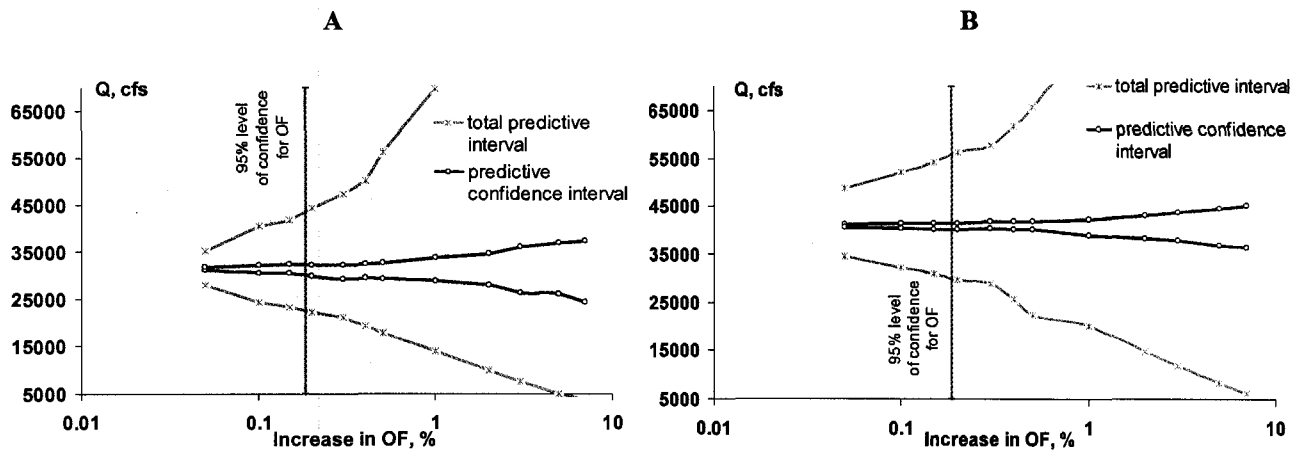 A
Q, cfs
65000
55000
45000
35000
25000
15000
5000
95% level
of confidence
for OF
total predictive
interval
predictive
confidence interval
0.01
0.1
1
10
Increase in OF, %
B
Q, cfs
65000
55000
45000
35000
25000
15000
5000
95% level
of confidence
for OF
total predictive interval
predictive confidence
interval
0.01
0.1
1
10
Increase in OF, %